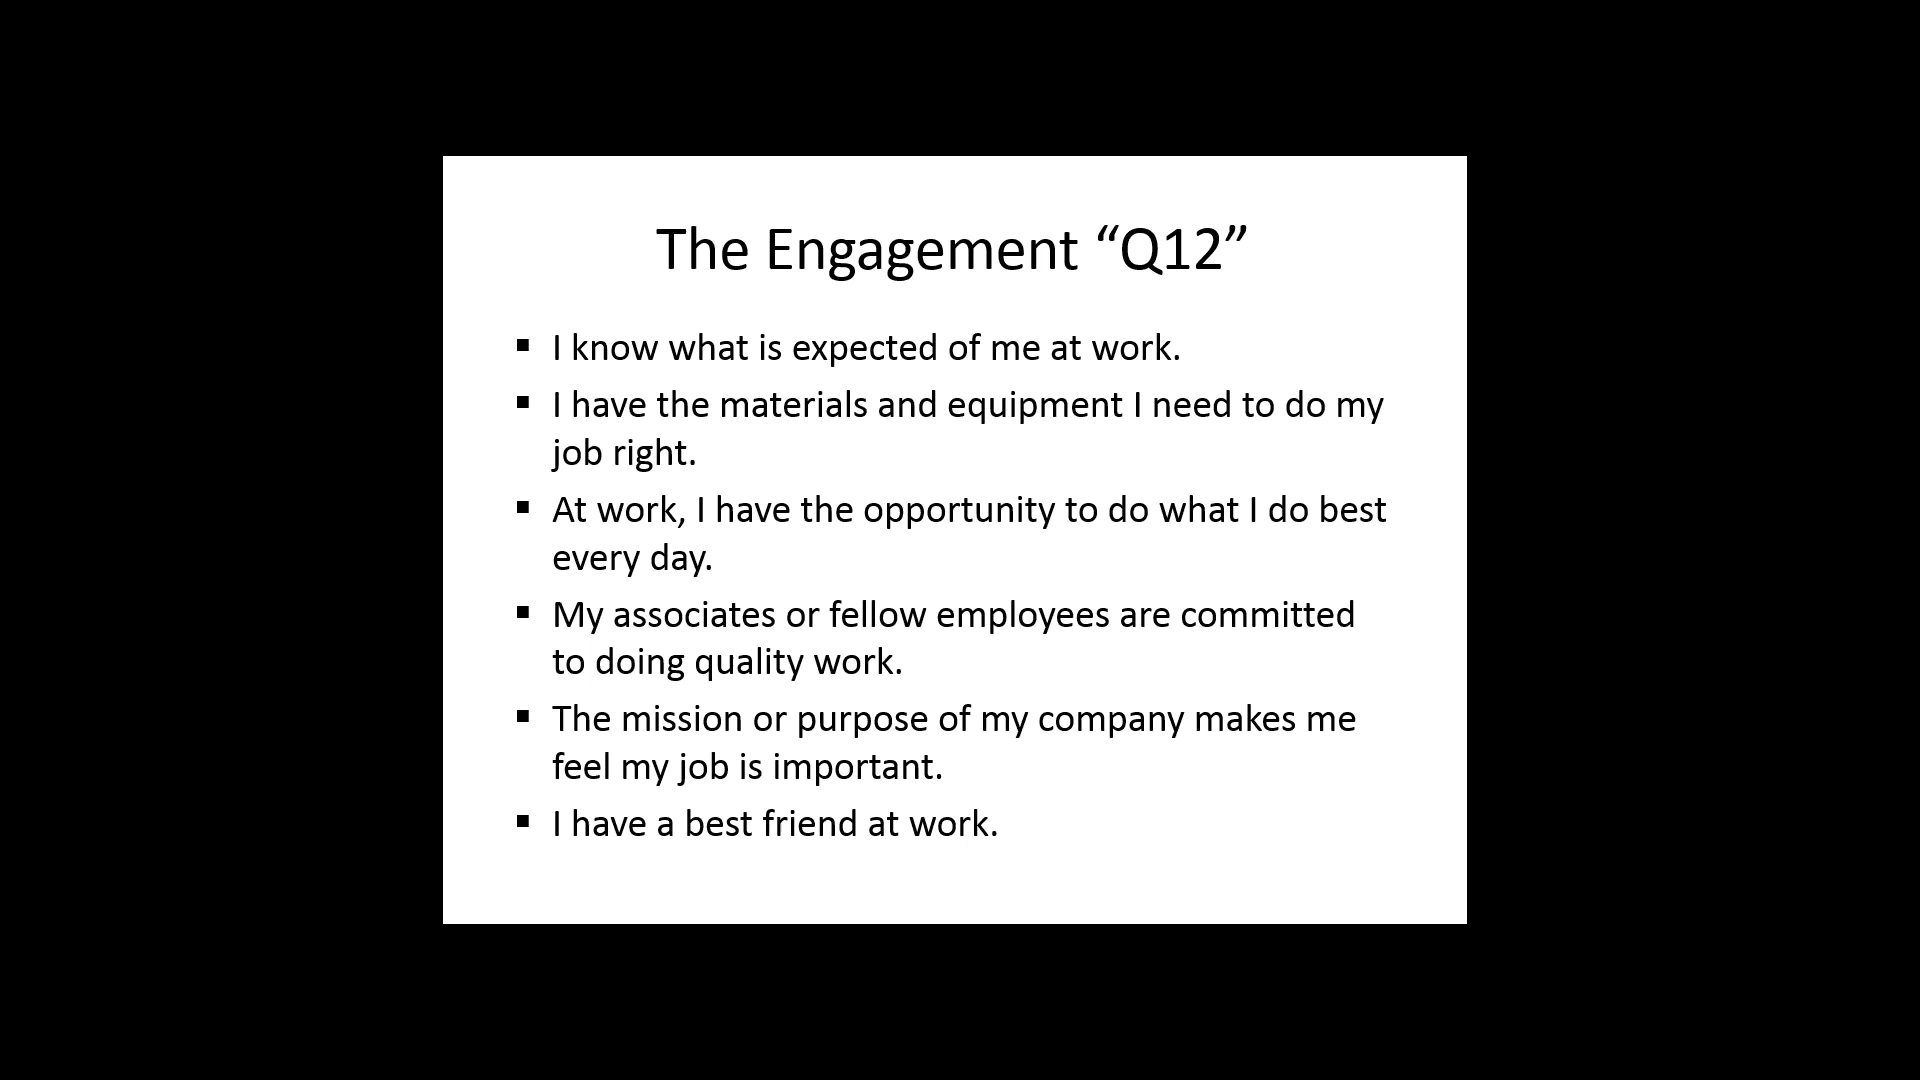 The Engagement “Q12”
▪ I know what is expected of me at work.
▪ I have the materials and equipment I need to do my
job right.
▪ At work, I have the opportunity to do what I do best
every day.
▪ My associates or fellow employees are committed
to doing quality work.
▪ The mission or purpose of my company makes me
feel my job is important.
▪ I have a best friend at work.